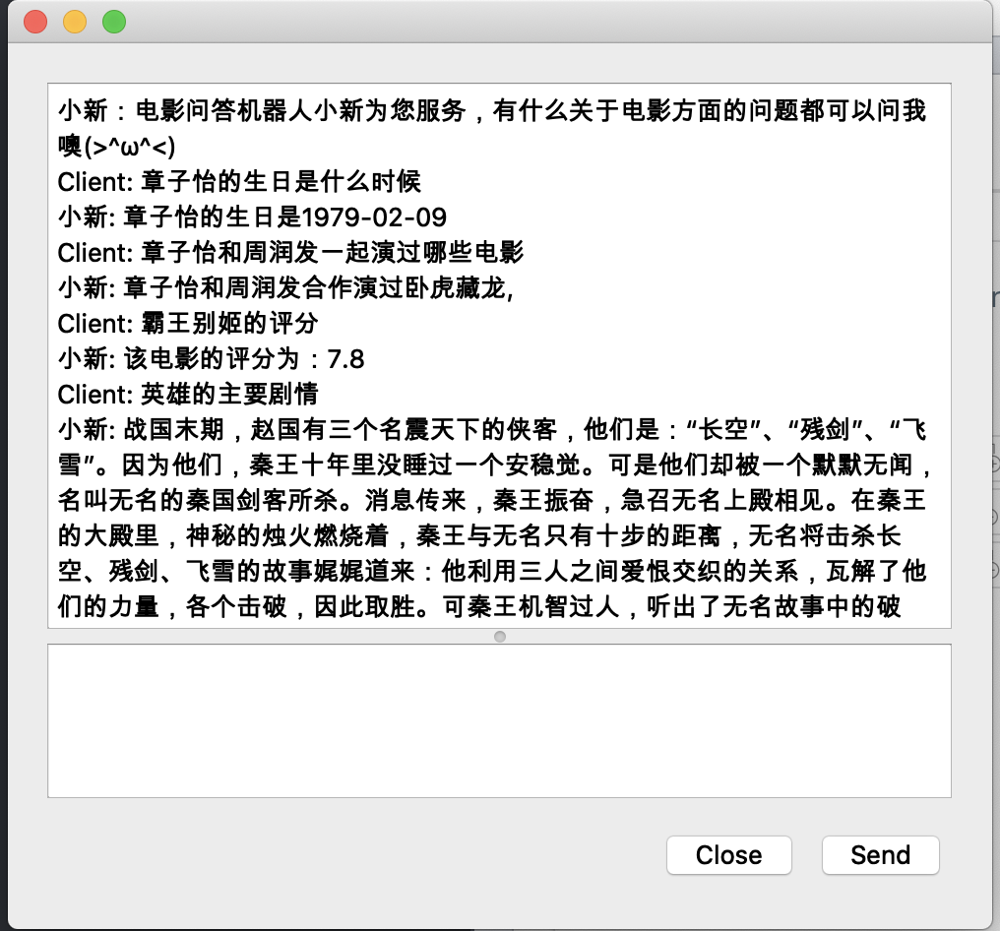 小新：电影问答机器人小新为您服务，有什么关于电影方面的问题都可以问我
噢(>^ω^<)
Client: 章子怡的生日是什么时候
小新: 章子怡的生日是1979-02-09
Client: 章子怡和周润发一起演过哪些电影
小新: 章子怡和周润发合作演过卧虎藏龙,
Client: 霸王别姬的评分
小新: 该电影的评分为：7.8
Client: 英雄的主要剧情
小新: 战国末期，赵国有三个名震天下的侠客，他们是：“长空”、“残剑”、“飞
雪”。因为他们，秦王十年里没睡过一个安稳觉。可是他们却被一个默默无闻，
名叫无名的秦国剑客所杀。消息传来，秦王振奋，急召无名上殿相见。在秦王
的大殿里，神秘的烛火燃烧着，秦王与无名只有十步的距离，无名将击杀长
空、残剑、飞雪的故事娓娓道来：他利用三人之间爱恨交织的关系，瓦解了他
们的力量，各个击破，因此取胜。可秦王机智过人，听出了无名故事中的破
Close
Send